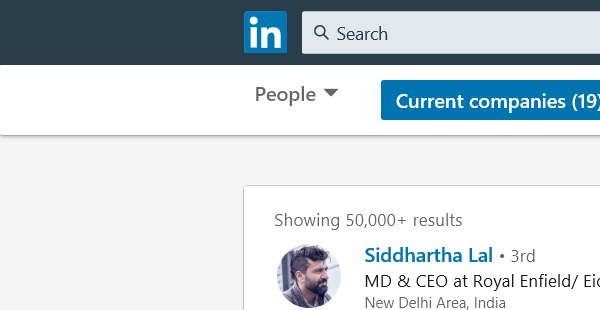 in
Search
People
Current companies (19)
Showing 50,000+ results
Siddhartha Lal • 3rd
MD & CEO at Royal Enfield/ Eic
New Delhi Area, India